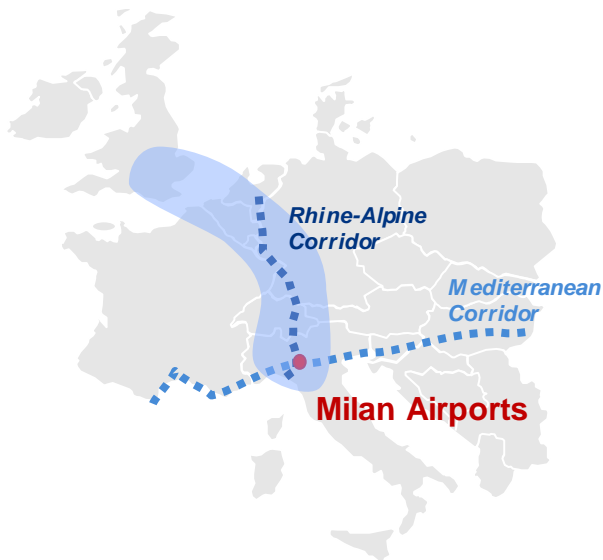 Rhine-Alpine
Corridor
Mediterranean
Corridor
Milan Airports